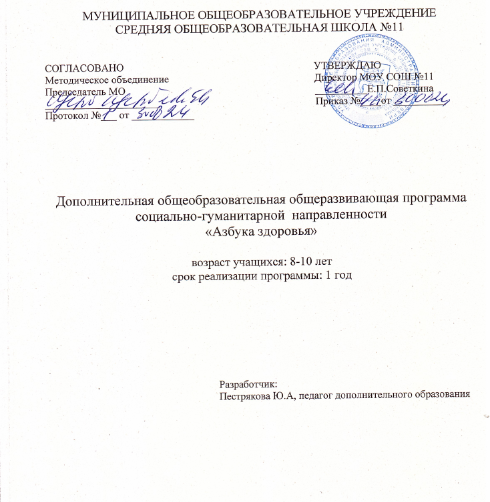 МУНИЦИПАЛЬНОЕ ОБЩЕОБРАЗОВАТЕЛЬНОЕ УЧРЕЖДЕНИЕ
СРЕДНЯЯ ОБЩЕОБРАЗОВАТЕЛЬНАЯ ШКОЛА №11
СОГЛАСОВАНО
Методическое объединение
Председатель МО
Протокол № 1 от
УТВЕРЖДАЮ
Директор МОУ СОШ №11
Е.П.Советкина
Приказ № от
Дополнительная общеобразовательная общеразвивающая программа
социально-гуманитарной направленности
«Азбука здоровья»
возраст учащихся: 8-10 лет
срок реализации программы: 1 год
Разработчик:
Пестрякова Ю.А, педагог дополнительного образования